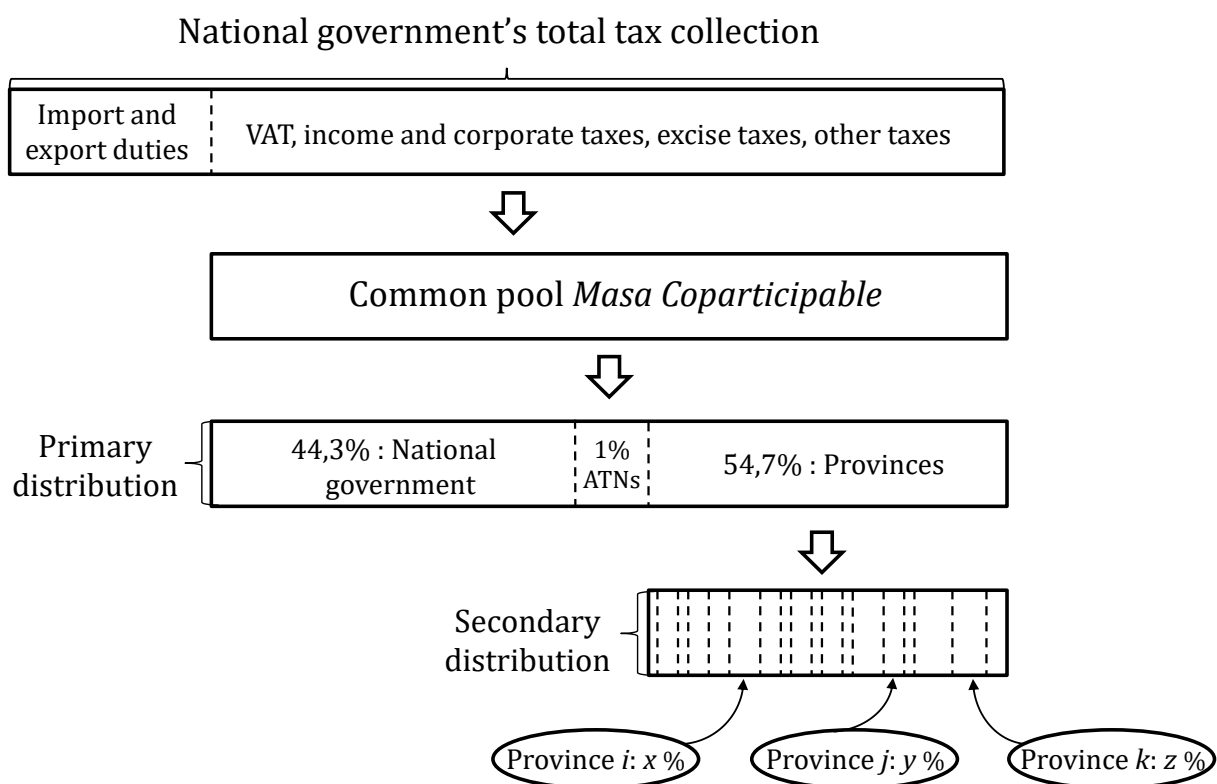 National government's total tax collection
Import and
export duties
VAT, income and corporate taxes, excise taxes, other taxes
Common pool Masa Coparticipable
Primary
distribution
44,3% : National
government
1%
ATNs
54,7% : Provinces
Secondary
distribution
Province i: x %
Province j: y %
Province k: z %